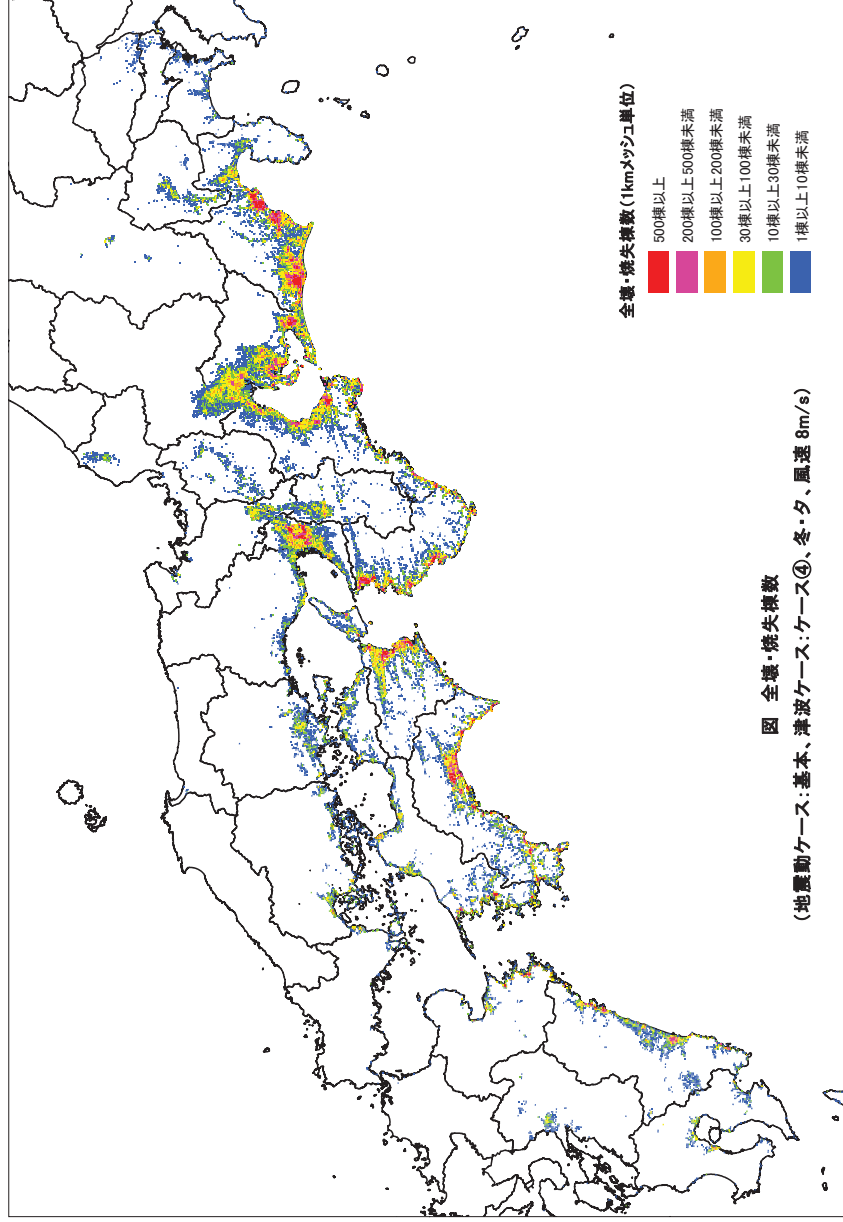 全壊・焼失棟数(1kmメッシュ単位)
500棟以上
200棟以上500棟未満
100棟以上200棟未満
30棟以上100棟未満
10棟以上30棟未満
1棟以上10棟未満
図 全壊・焼失棟数
(地震動ケース:基本、津波ケース:ケース④、冬・夕、風速 8m/s)